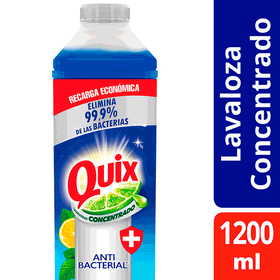 RECARGA ECONÓMICA
ELIMINA
99.9%
DE LAS BACTERIAS
Quix
CONCENTRADO
ANTI
BACTERIAL
Lavaloza
Concentrado
1200
ml